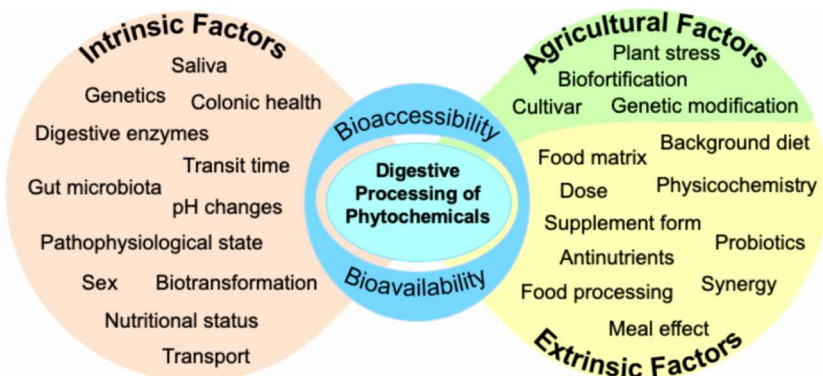 Intrinsic Factors
Saliva
Genetics
Colonic health
Digestive enzymes
Transit time
Gut microbiota
pH changes
Pathophysiological state
Sex
Biotransformation
Nutritional status
Transport
Bioaccessibility
Digestive
Processing of
Phytochemicals
Bioavailability
Agricultural Factors
Plant stress
Biofortification
Cultivar
Genetic modification
Background diet
Food matrix
Dose
Physicochemistry
Supplement form
Probiotics
Antinutrients
Food processing
Synergy
Meal effect
Extrinsic Factors